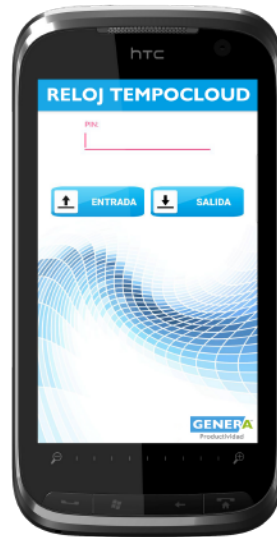 hTC
RELOJ TEMPOCLOUD
PIN:
ENTRADA
SALIDA
GENERA
Productividad